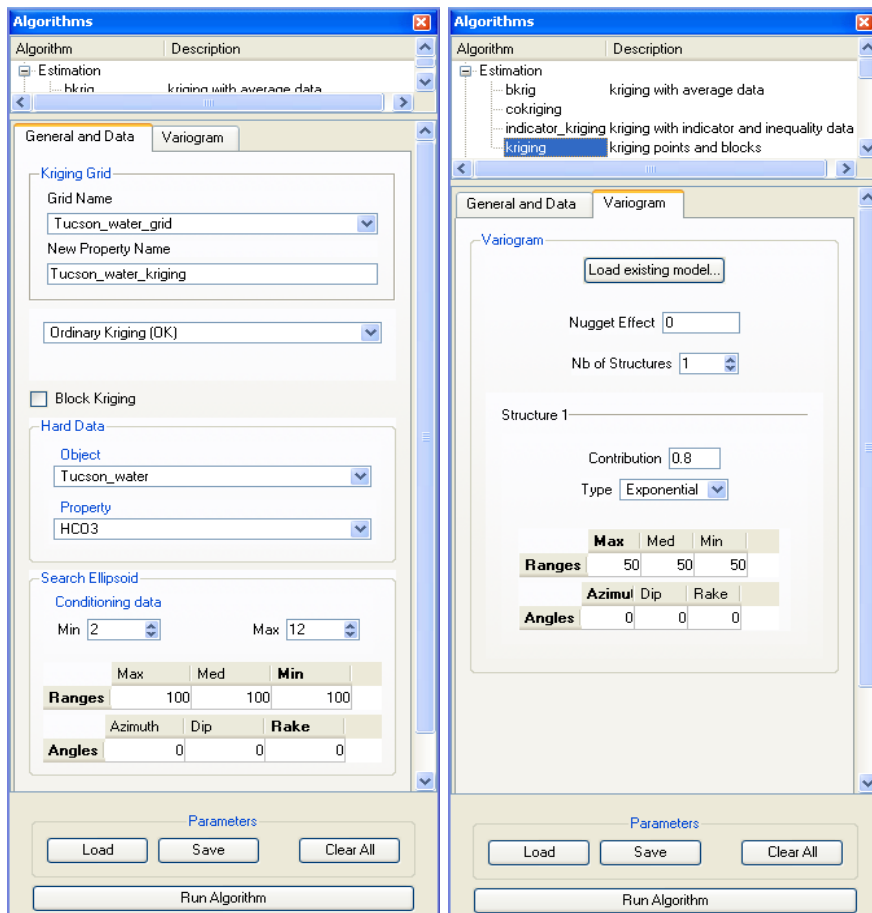 Algorithms
Algorithm Description
Estimation
bkrig kriging with average data
General and Data Variogram
Kriging Grid
Grid Name
Tucson_water_grid
New Property Name
Tucson_water_kriging
Ordinary Kriging (OK)
Block Kriging
Hard Data
Object
Tucson_water
Property
HCO3
Search Ellipsoid
Conditioning data
Min 2 Max 12
Max Med Min
Ranges 100 100 100
Azimuth Dip Rake
Angles 0 0 0
Parameters
Load Save Clear All
Run Algorithm
Algorithms
Algorithm Description
Estimation
bkrig kriging with average data
cokriging
indicator_kriging kriging with indicator and inequality data
kriging kriging points and blocks
General and Data Variogram
Variogram
Load existing model...
Nugget Effect 0
Nb of Structures 1
Structure 1
Contribution 0.8
Type Exponential
Max Med Min
Ranges 50 50 50
Azimut Dip Rake
Angles 0 0 0
Parameters
Load Save Clear All
Run Algorithm